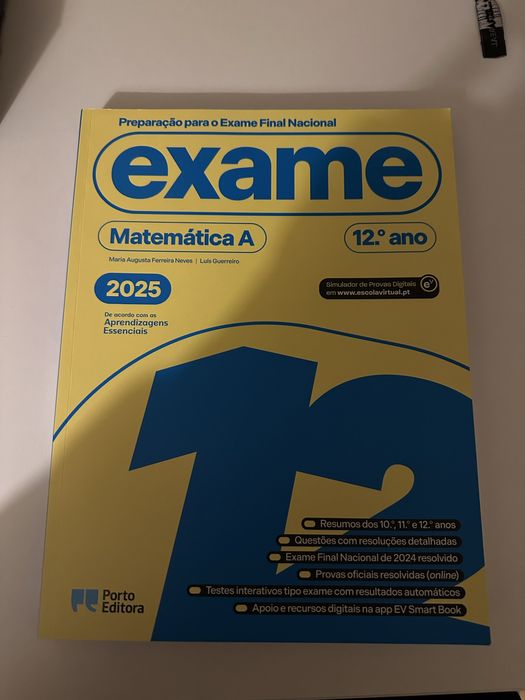 Preparação para o Exame Final Nacional
exame
Matemática A
12.º ano
Maria Augusta Ferreira Neves | Luís Guerreiro
2025
Simulador de Provas Digitais
em www.escolavirtual.pt
ev
De acordo com as
Aprendizagens
Essenciais
12
Resumos dos 10.º, 11.º e 12.º anos
Questões com resoluções detalhadas
Exame Final Nacional de 2024 resolvido
Provas oficiais resolvidas (online)
Testes interativos tipo exame com resultados automáticos
Apoio e recursos digitais na app EV Smart Book
Porto
Editora